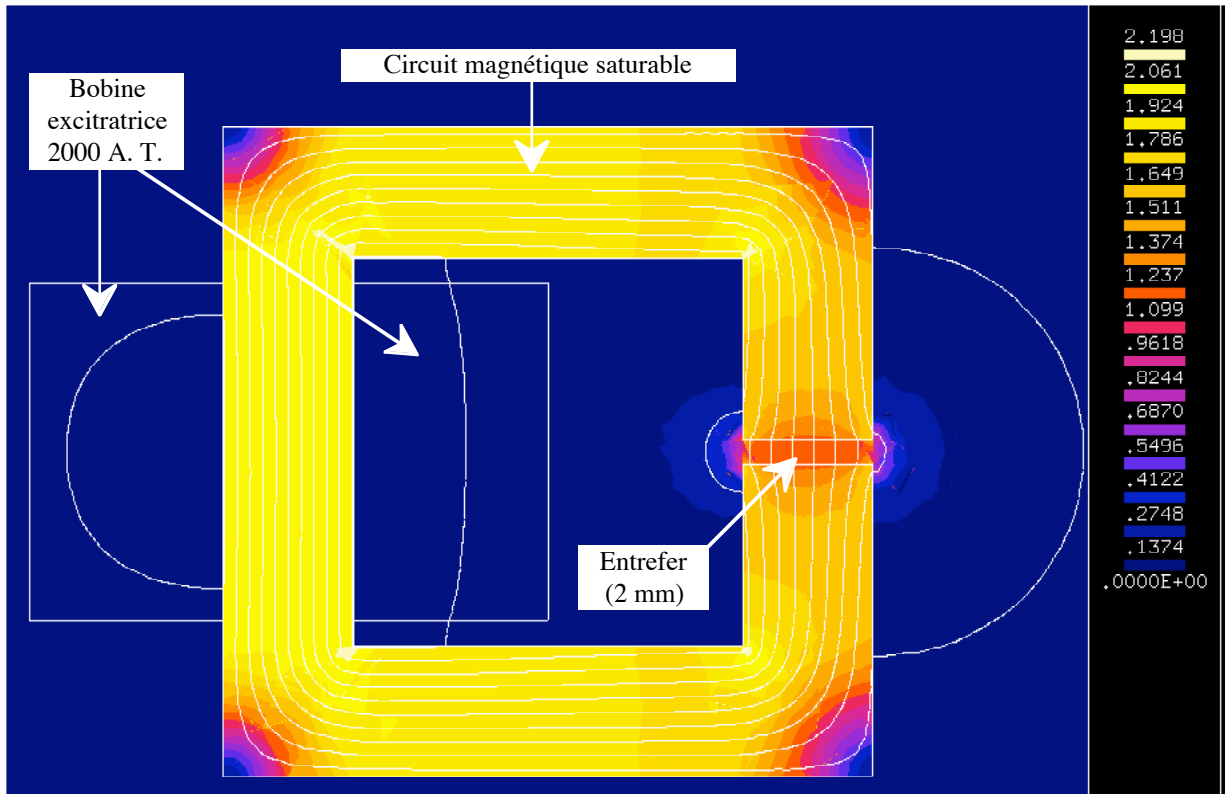 Circuit magnétique saturable
Bobine
excitratrice
2000 A. T.
Entrefer
(2 mm)
2.198
2.061
1.924
1.786
1.649
1.511
1.374
1.237
1.099
.9618
.8244
.6870
.5496
.4122
.2748
.1374
.0000E+00